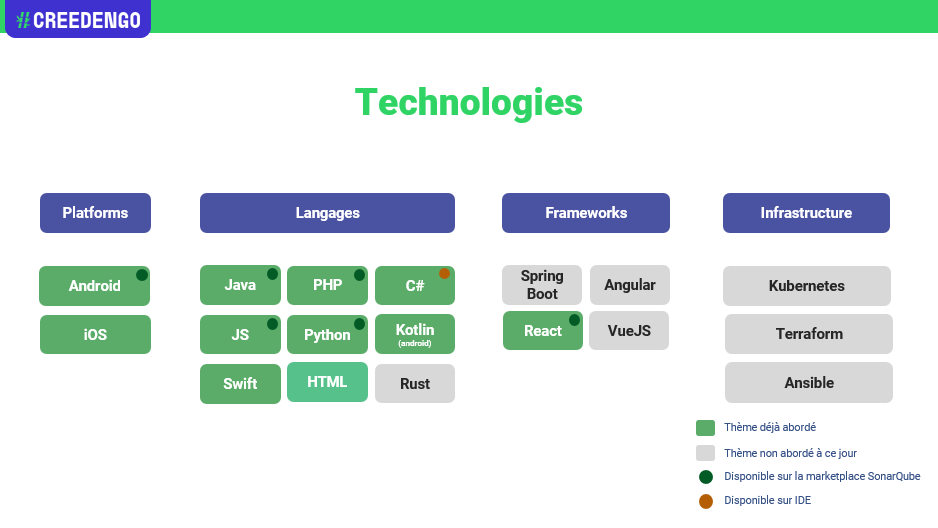 #CREEDENGO
Technologies
Platforms
Langages
Frameworks
Infrastructure
Android
iOS
Java
PHP
C#
JS
Python
Kotlin
(android)
Swift
HTML
Rust
Spring
Boot
Angular
React
VueJS
Kubernetes
Terraform
Ansible
Thème déjà abordé
Thème non abordé à ce jour
Disponible sur la marketplace SonarQube
Disponible sur IDE